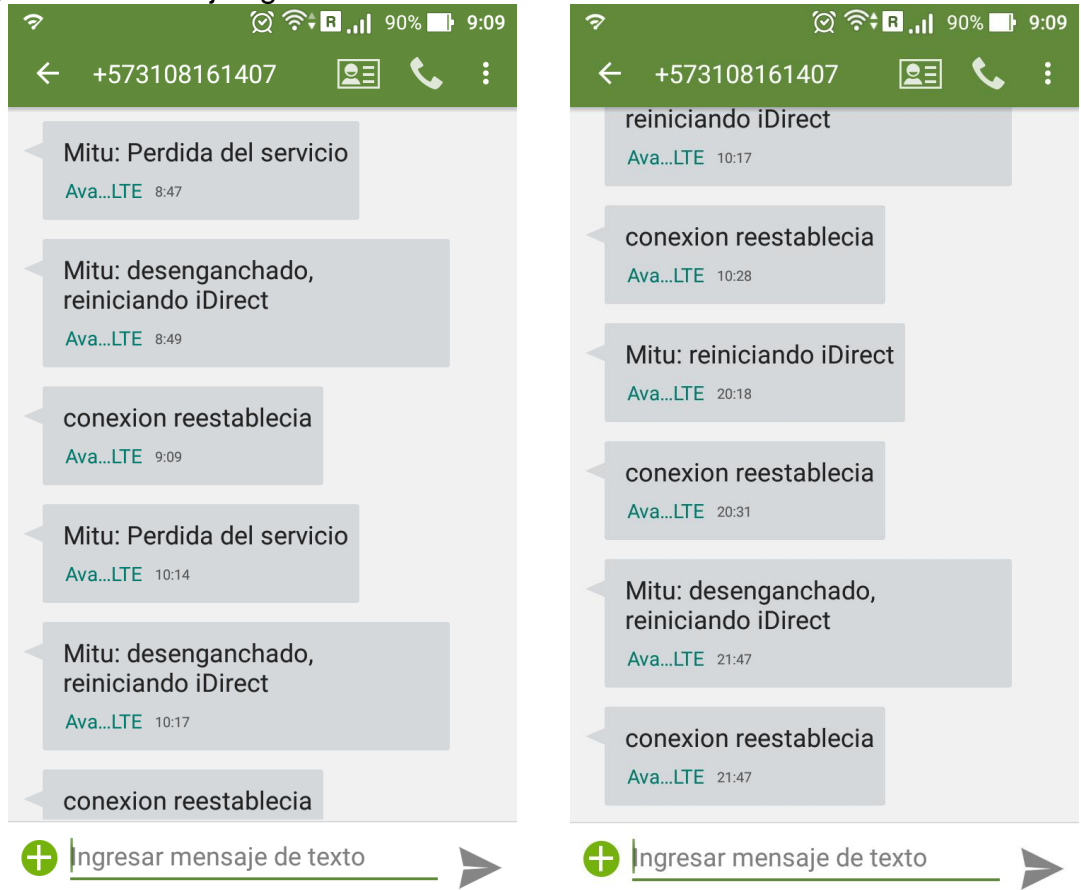 90% 9:09
+573108161407
Mitu: Perdida del servicio
Ava...LTE 8:47
Mitu: desenganchado,
reiniciando iDirect
Ava...LTE 8:49
conexion reestablecia
Ava...LTE 9:09
Mitu: Perdida del servicio
Ava...LTE 10:14
Mitu: desenganchado,
reiniciando iDirect
Ava...LTE 10:17
conexion reestablecia
Ingresar mensaje de texto
R 90% 9:09
+573108161407
reiniciando iDirect
Ava...LTE 10:17
conexion reestablecia
Ava...LTE 10:28
Mitu: reiniciando iDirect
Ava...LTE 20:18
conexion reestablecia
Ava...LTE 20:31
Mitu: desenganchado,
reiniciando iDirect
Ava...LTE 21:47
conexion reestablecia
Ava...LTE 21:47
Ingresar mensaje de texto